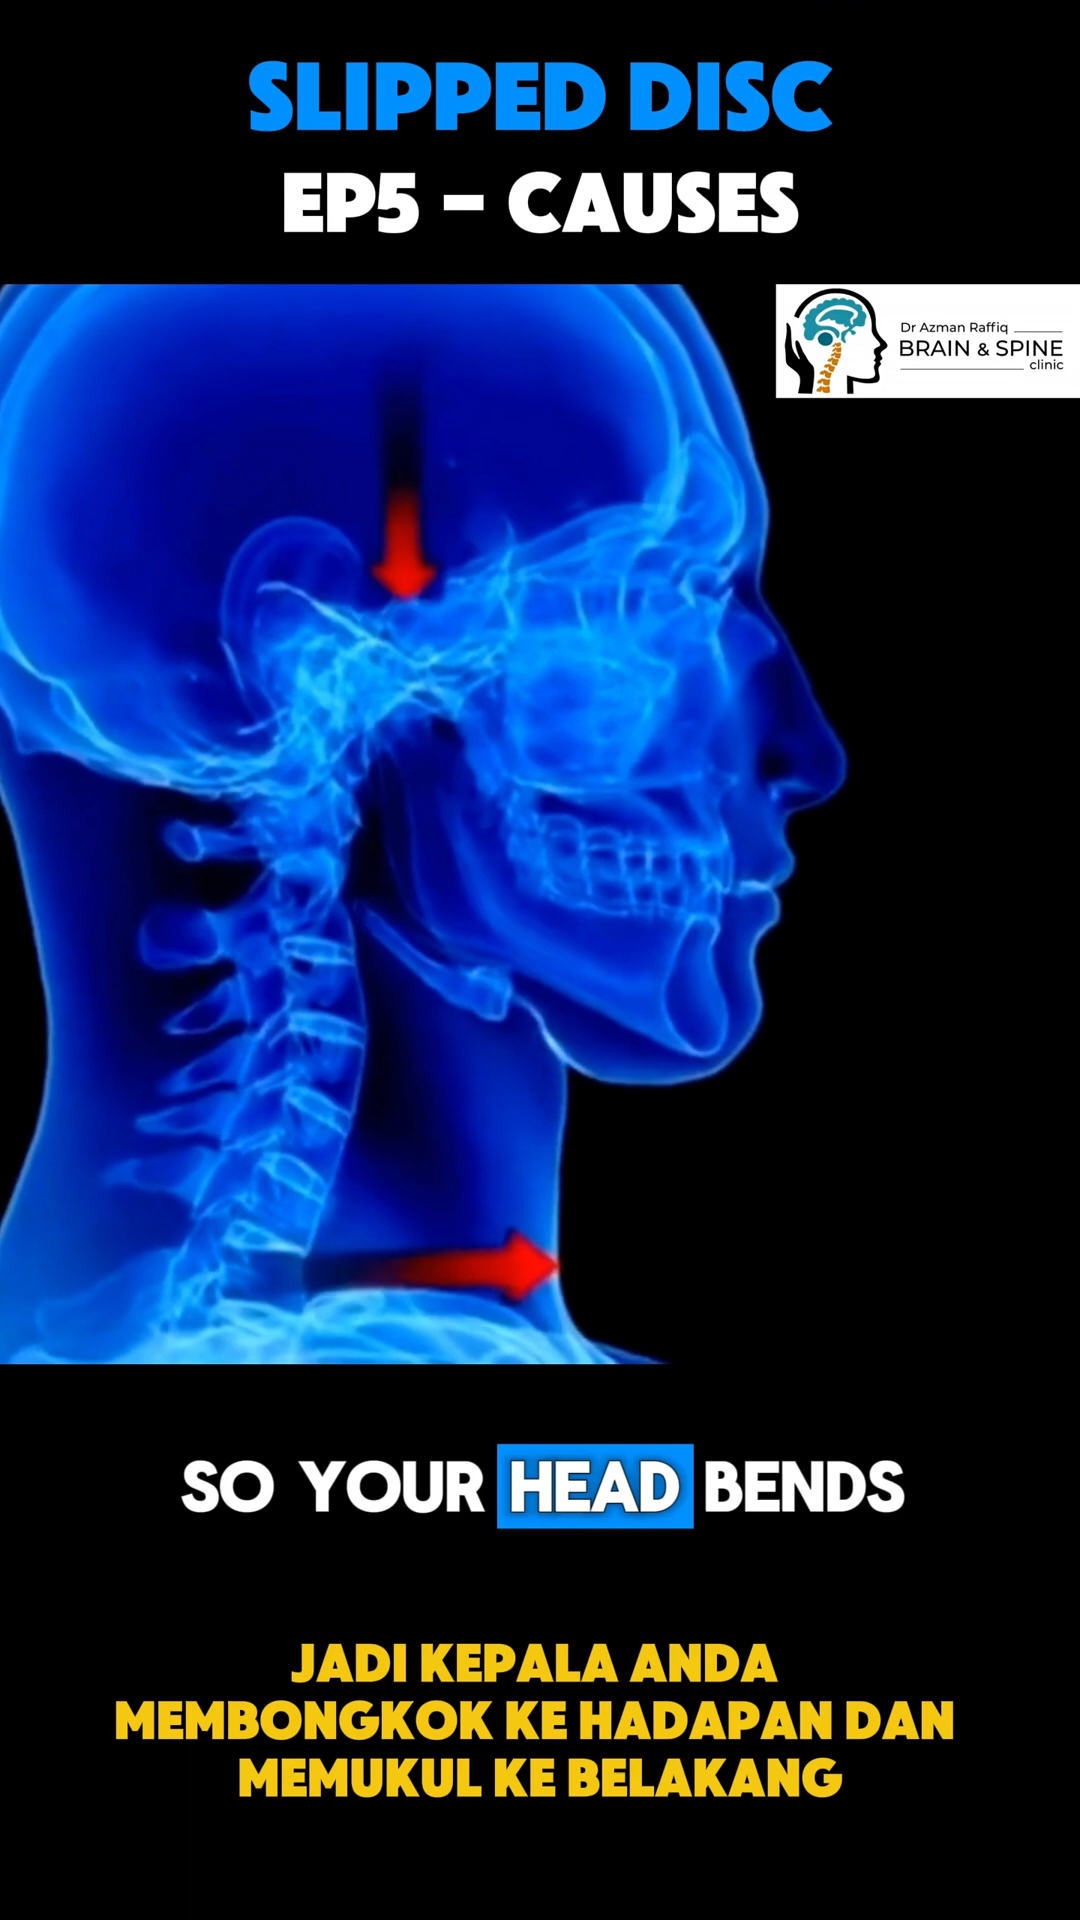 SLIPPED DISC
EP5 - CAUSES
Dr Azman Raffiq
BRAIN & SPINE
clinic
SO YOUR HEAD BENDS
JADI KEPALA ANDA
MEMBONGKOK KE HADAPAN DAN
MEMUKUL KE BELAKANG